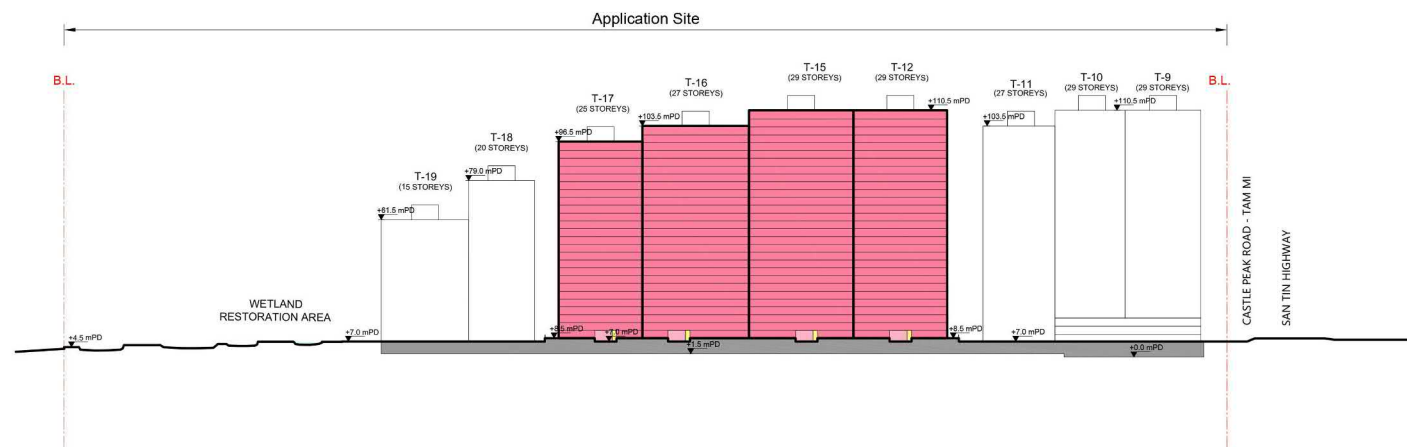 Application Site
B.L.
B.L.
T-19
(15 STOREYS)
T-18
(20 STOREYS)
T-17
(25 STOREYS)
T-16
(27 STOREYS)
T-15
(29 STOREYS)
T-12
(29 STOREYS)
T-11
(27 STOREYS)
T-10
(29 STOREYS)
T-9
(29 STOREYS)
+61.5 mPD
+79.0 mPD
+96.5 mPD
+103.5 mPD
+110.5 mPD
+103.5 mPD
+110.5 mPD
WETLAND
RESTORATION AREA
+4.5 mPD
+7.0 mPD
+8.5 mPD
+7.0 mPD
+1.5 mPD
+8.5 mPD
+7.0 mPD
+0.0 mPD
CASTLE PEAK ROAD - TAM MI
SAN TIN HIGHWAY